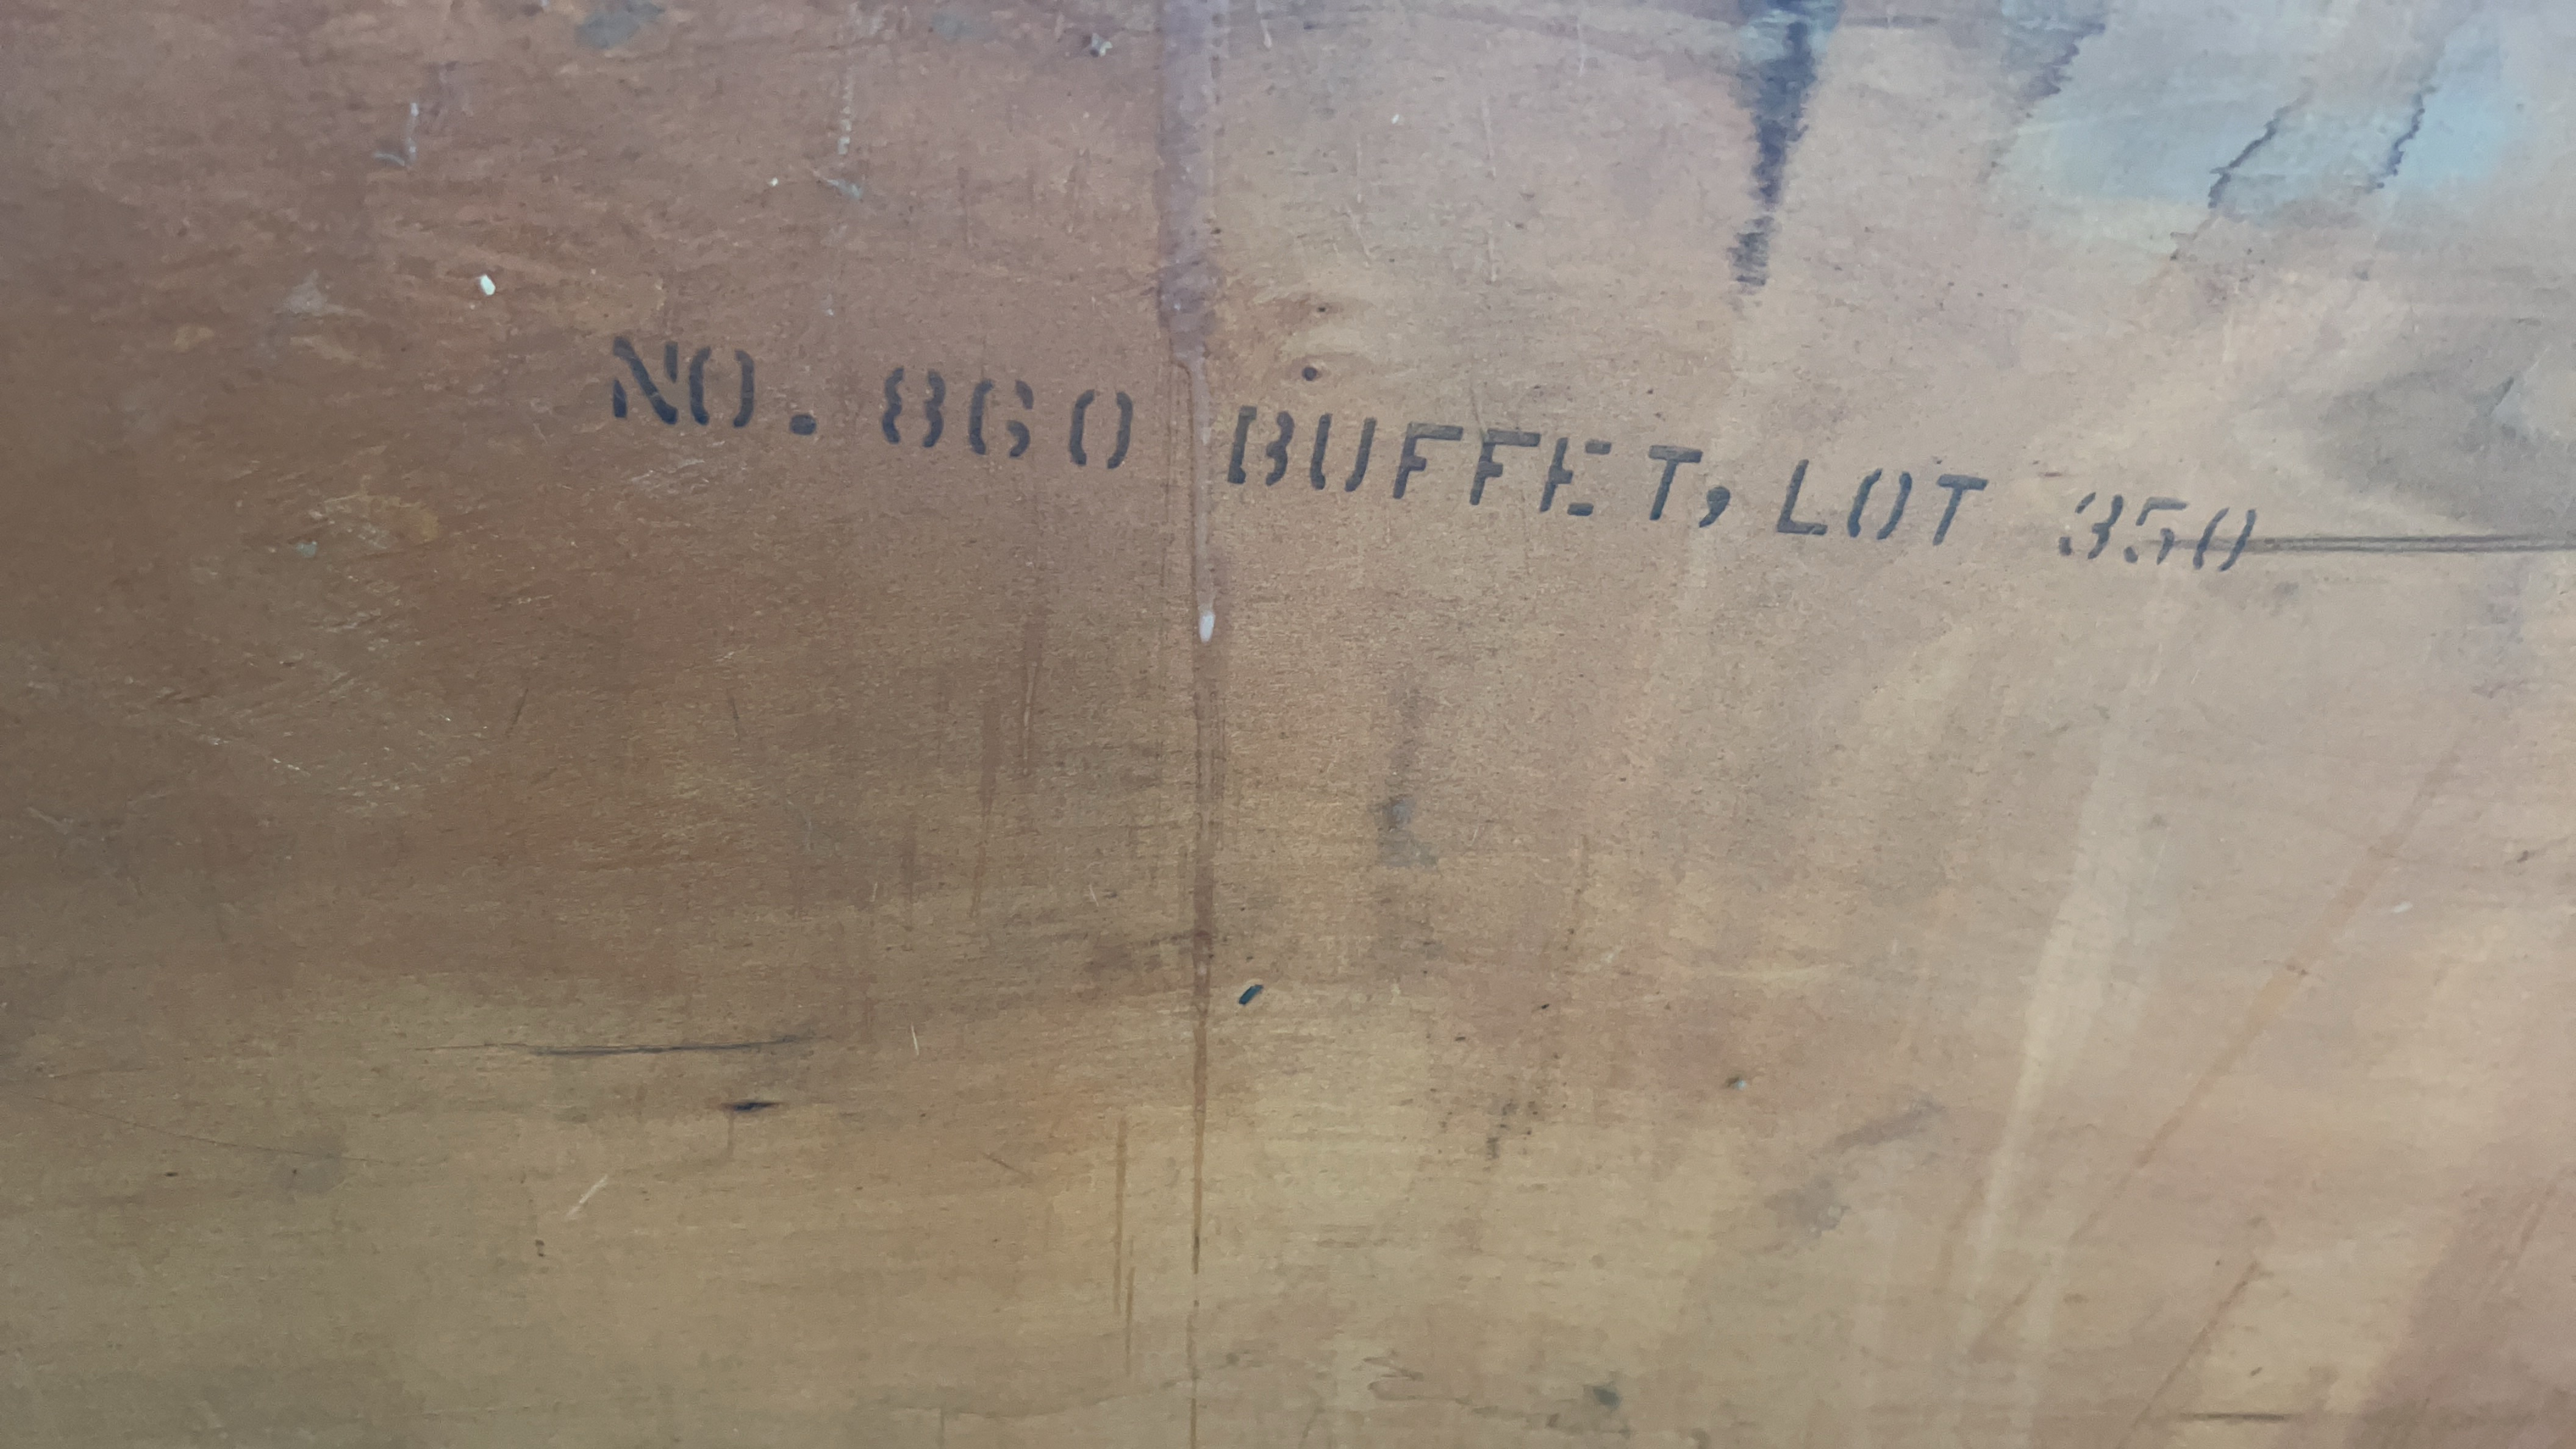 NO. 860 BUFFET, LOT 350